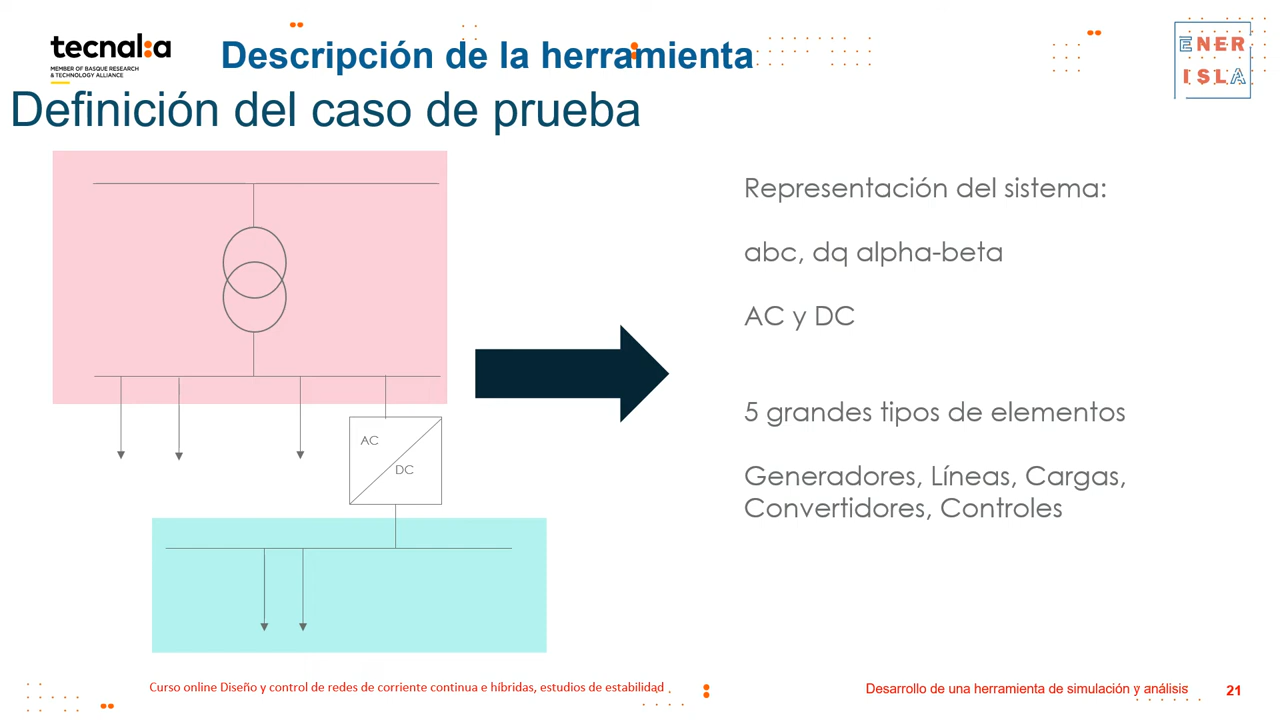 tecnal:a
MEMBER OF BASQUE RESEARCH
& TECHNOLOGY ALLIANCE
Descripción de la herramienta
ENER
ISLA
Definición del caso de prueba
Representación del sistema:
abc, dq alpha-beta
AC y DC
5 grandes tipos de elementos
Generadores, Líneas, Cargas,
Convertidores, Controles
AC
DC
Curso online Diseño y control de redes de corriente continua e híbridas, estudios de estabilidad
Desarrollo de una herramienta de simulación y análisis
21